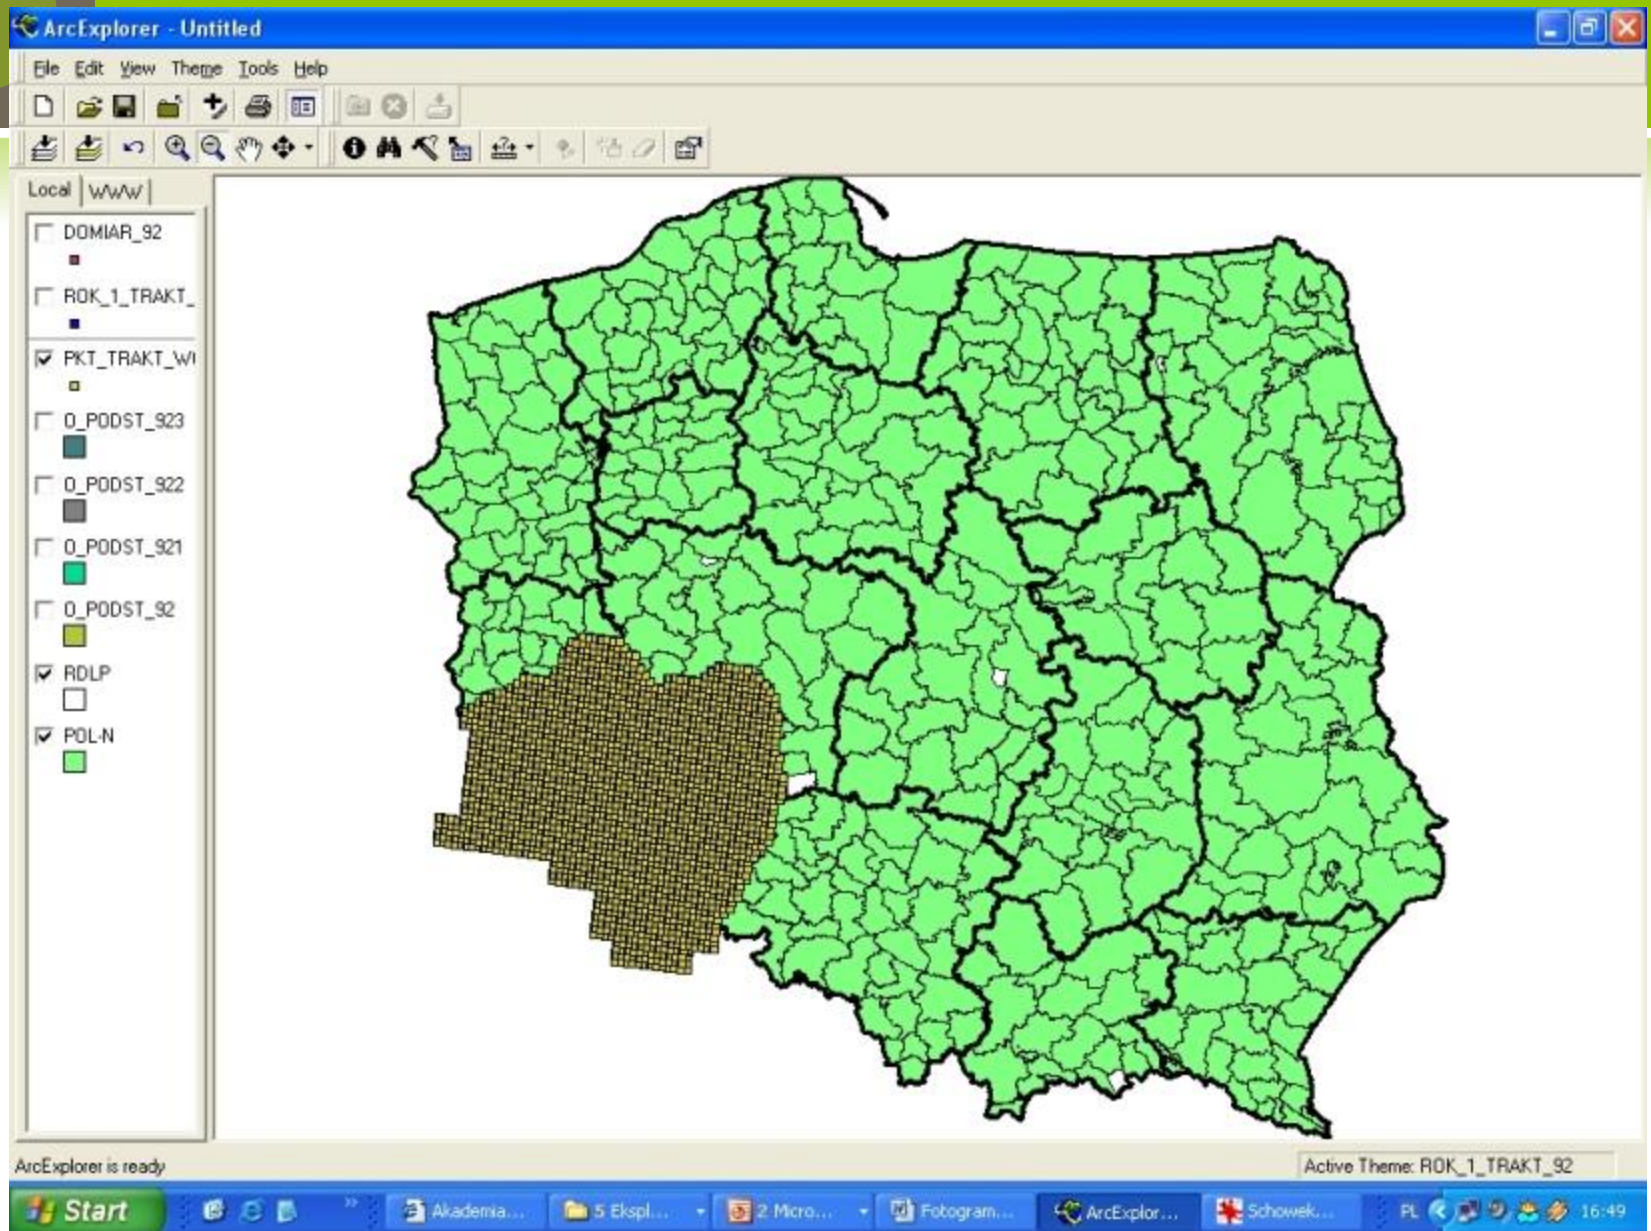 ArcExplorer - Untitled
File Edit View Theme Tools Help
Local WWW
DOMIAR_92
ROK_1_TRAKT_
PKT_TRAKT_W
O_PODST_923
O_PODST_922
O_PODST_921
O_PODST_92
RDLP
POL-N
ArcExplorer is ready
Active Theme: ROK_1_TRAKT_92
Start
Akademia...
5 Ekspl...
2 Micro...
Fotogram...
ArcExplor...
Schowek...
PL
16:49